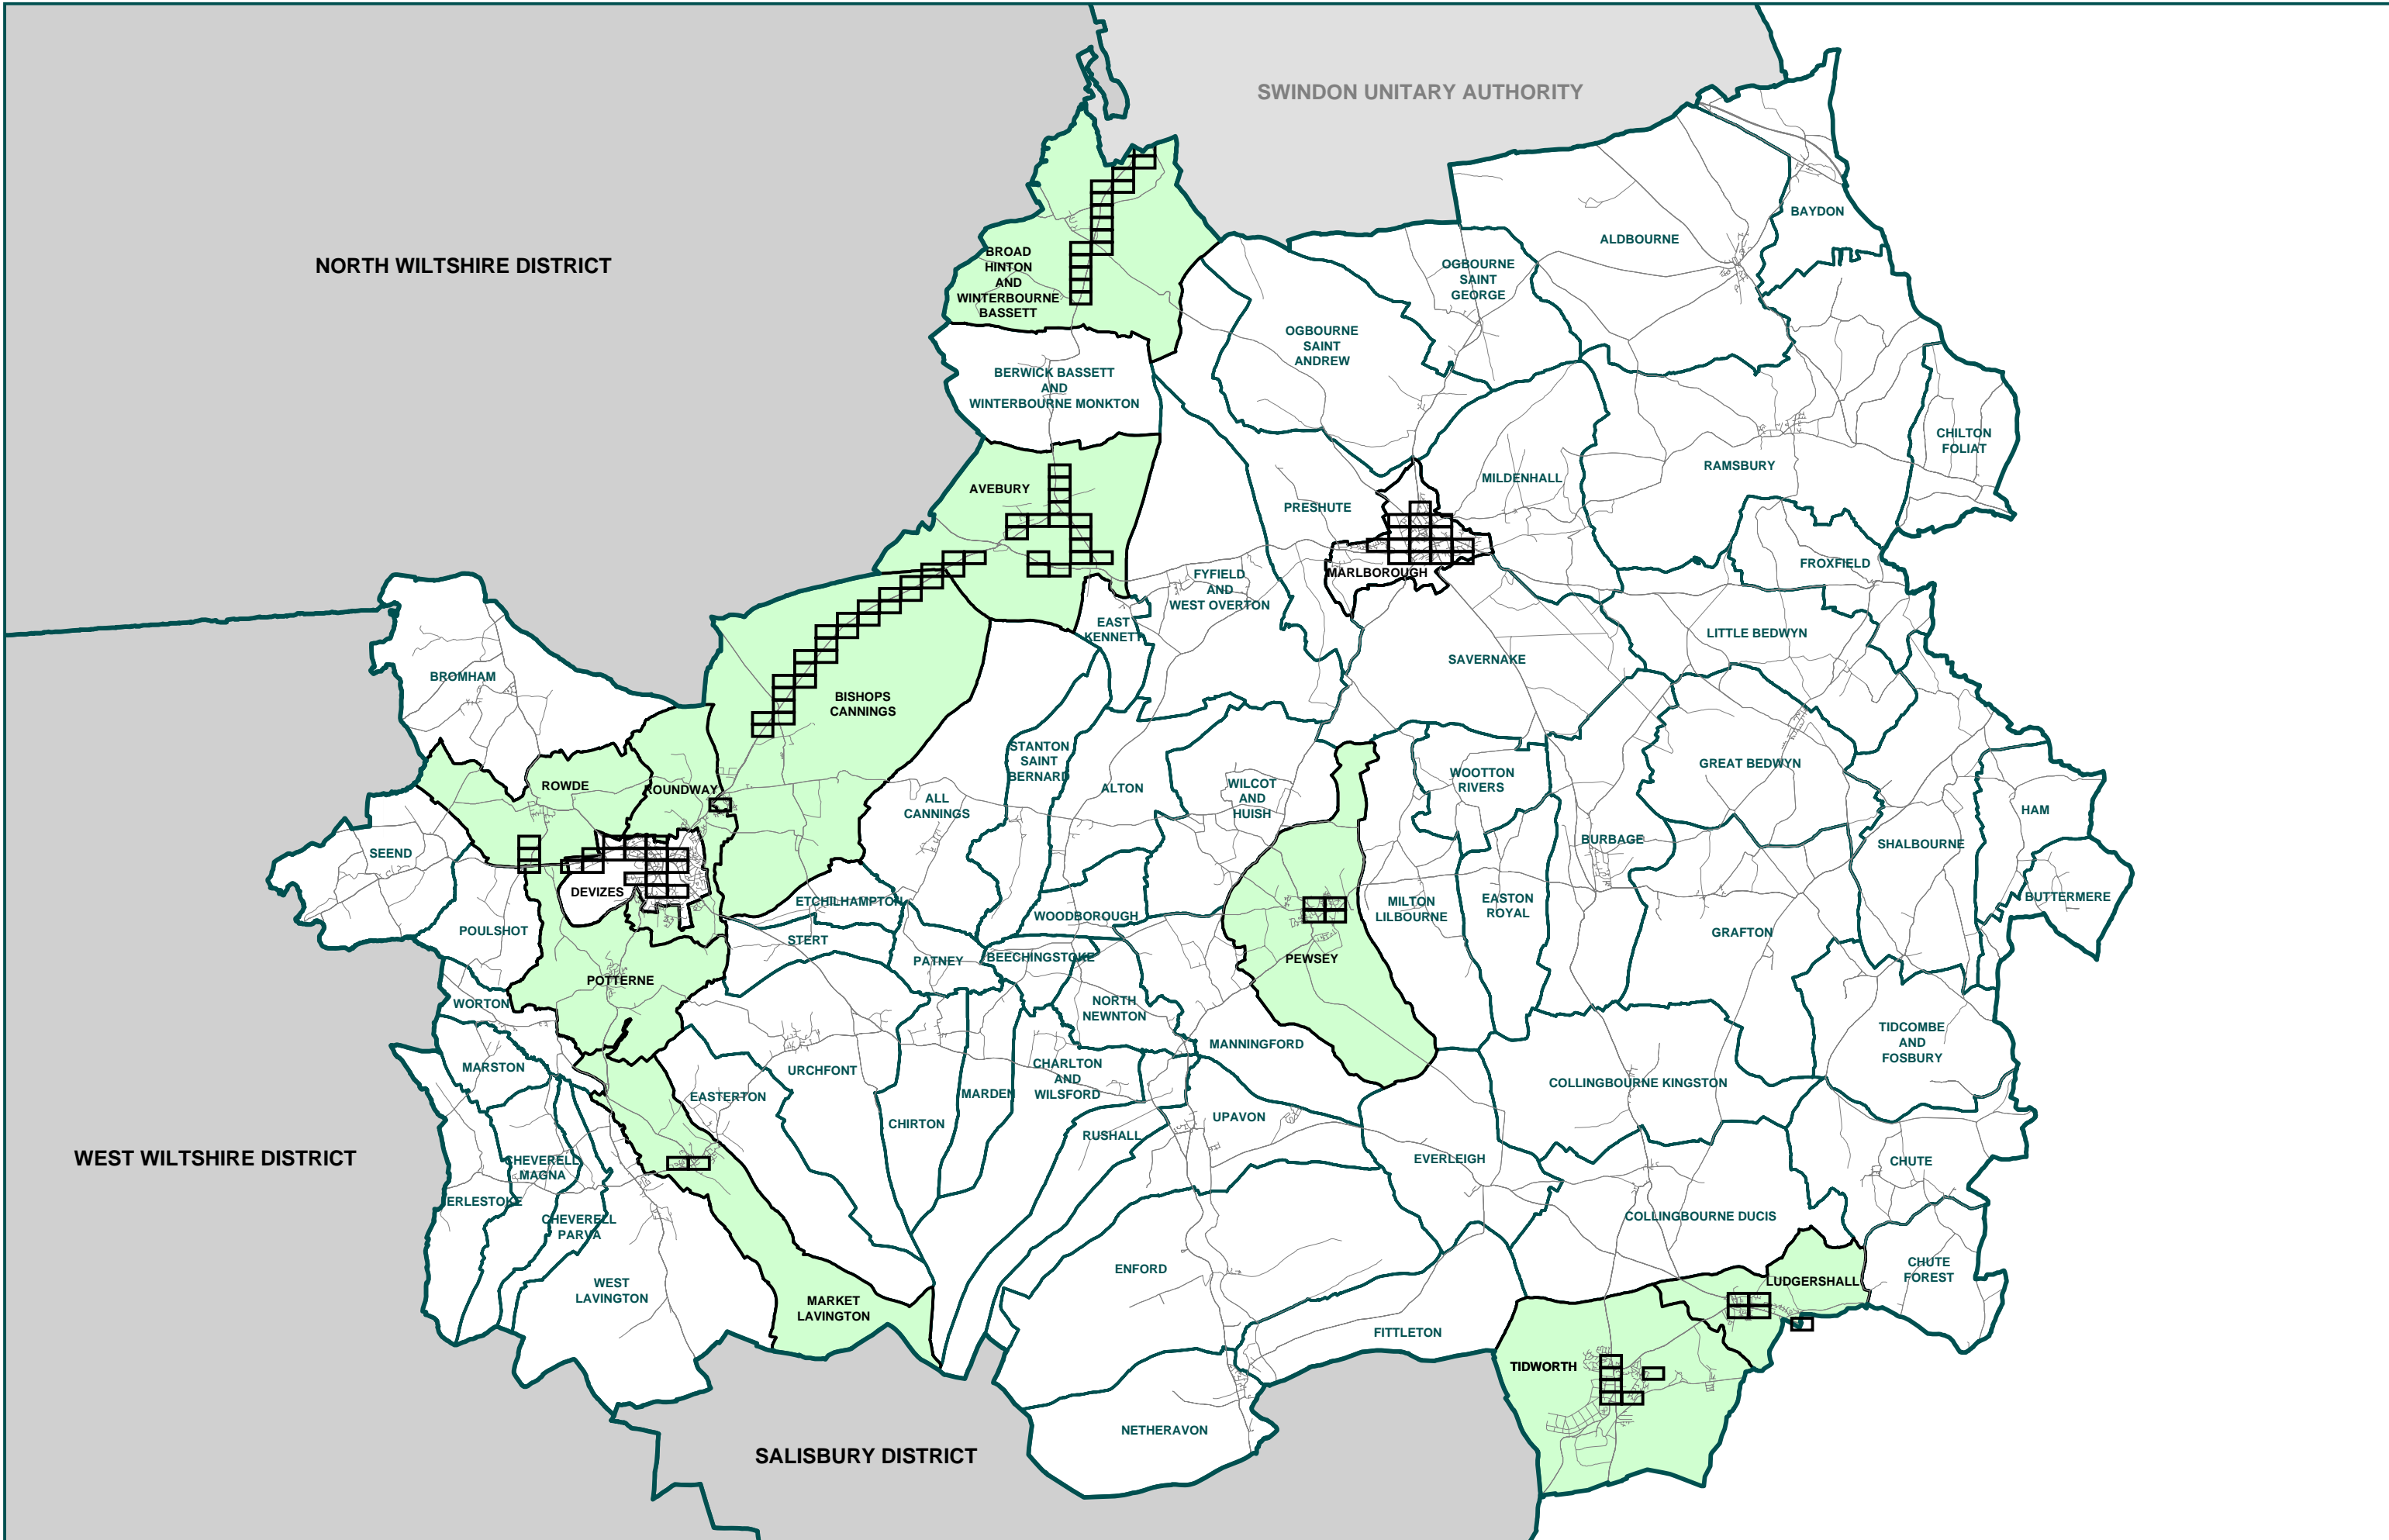 SWINDON UNITARY AUTHORITY
NORTH WILTSHIRE DISTRICT
BAYDON
ALDBOURNE
BROAD
HINTON
AND
WINTERBOURNE
BASSETT
OGBOURNE
SAINT
GEORGE
OGBOURNE
SAINT
ANDREW
BERWICK BASSETT
AND
WINTERBOURNE MONKTON
CHILTON
FOLIAT
RAMSBURY
MILDENHALL
AVEBURY
PRESHUTE
FROXFIELD
MARLBOROUGH
FYFIELD
AND
WEST OVERTON
EAST
KENNETT
LITTLE BEDWYN
SAVERNAKE
BROMHAM
BISHOPS
CANNINGS
STANTON
SAINT
BERNARD
GREAT BEDWYN
WOOTTON
RIVERS
ROWDE
ROUNDWAY
ALL
CANNINGS
ALTON
WILCOT
AND
HUISH
HAM
BURBAGE
SHALBOURNE
SEEND
DEVIZES
ETCHILHAMPTON
MILTON
LILBOURNE
EASTON
ROYAL
BUTTERMERE
WOODBOROUGH
POULSHOT
STERT
GRAFTON
PATNEY
BEECHINGSTOKE
PEWSEY
POTTERNE
WORTON
NORTH
NEWNTON
TIDCOMBE
AND
FOSBURY
MANNINGFORD
MARSTON
URCHFONT
CHARLTON
AND
WILSFORD
COLLINGBOURNE KINGSTON
EASTERTON
MARDEN
CHIRTON
UPAVON
RUSHALL
WEST WILTSHIRE DISTRICT
CHEVERELL
MAGNA
EVERLEIGH
CHUTE
ERLESTOKE
CHEVERELL
PARVA
COLLINGBOURNE DUCIS
ENFORD
CHUTE
FOREST
WEST
LAVINGTON
LUDGERSHALL
MARKET
LAVINGTON
FITTLETON
TIDWORTH
NETHERAVON
SALISBURY DISTRICT